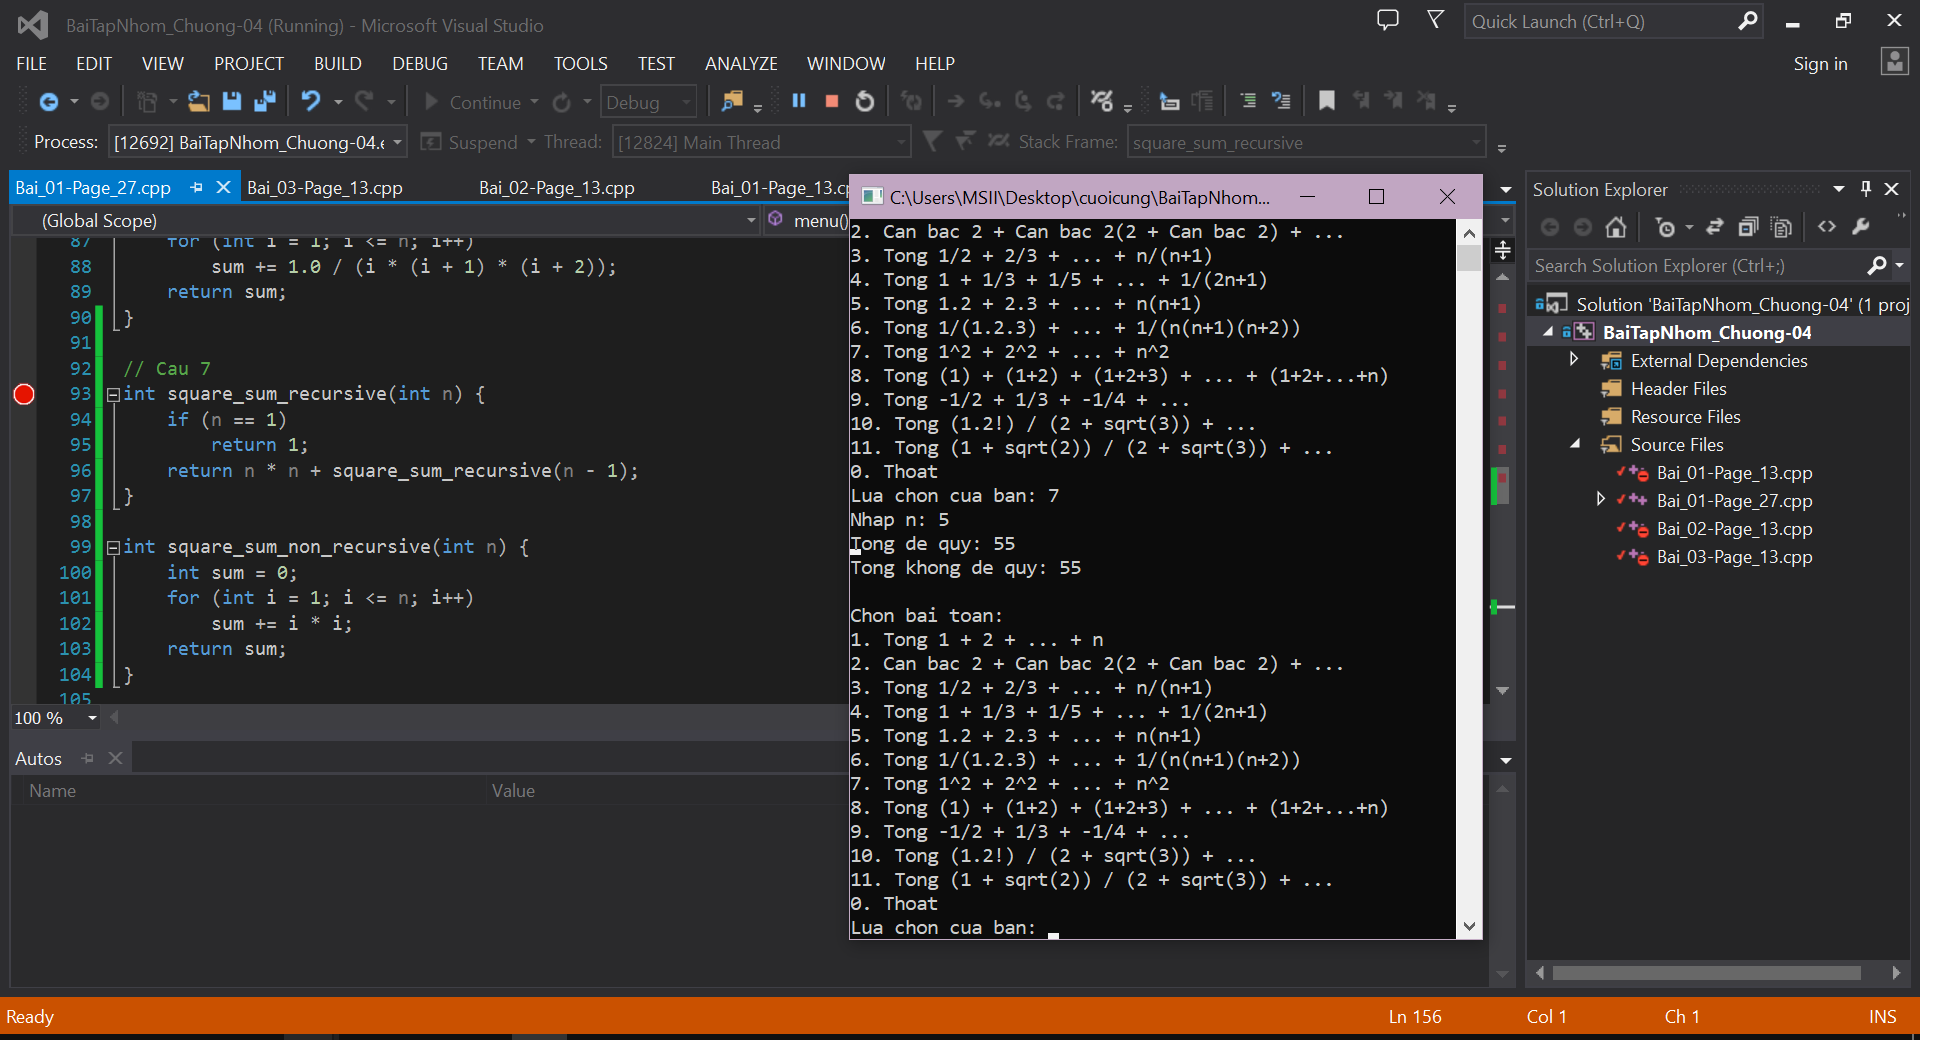 BaiTapNhom_Chuong-04 (Running) - Microsoft Visual Studio
Quick Launch (Ctrl+Q)
FILE EDIT VIEW PROJECT BUILD DEBUG TEAM TOOLS TEST ANALYZE WINDOW HELP
Sign in
Continue Debug
Process: [12692] BaiTapNhom_Chuong-04.e Suspend Thread: [12824] Main Thread Stack Frame: square_sum_recursive
Bai_01-Page_27.cpp Bai_03-Page_13.cpp Bai_02-Page_13.cpp Bai_01-Page_13.cp
(Global Scope) menu()
87 for (int i = 1; i <= n; i++)
88 sum += 1.0 / (i * (i + 1) * (i + 2));
89 return sum;
90 }
91
92 // Cau 7
93 int square_sum_recursive(int n) {
94 if (n == 1)
95 return 1;
96 return n * n + square_sum_recursive(n - 1);
97 }
98
99 int square_sum_non_recursive(int n) {
100 int sum = 0;
101 for (int i = 1; i <= n; i++)
102 sum += i * i;
103 return sum;
104 }
105
100 %
Autos
Name Value
C:\Users\MSII\Desktop\cuoicung\BaiTapNhom...
2. Can bac 2 + Can bac 2(2 + Can bac 2) + ...
3. Tong 1/2 + 2/3 + ... + n/(n+1)
4. Tong 1 + 1/3 + 1/5 + ... + 1/(2n+1)
5. Tong 1.2 + 2.3 + ... + n(n+1)
6. Tong 1/(1.2.3) + ... + 1/(n(n+1)(n+2))
7. Tong 1^2 + 2^2 + ... + n^2
8. Tong (1) + (1+2) + (1+2+3) + ... + (1+2+...+n)
9. Tong -1/2 + 1/3 + -1/4 + ...
10. Tong (1.2!) / (2 + sqrt(3)) + ...
11. Tong (1 + sqrt(2)) / (2 + sqrt(3)) + ...
0. Thoat
Lua chon cua ban: 7
Nhap n: 5
Tong de quy: 55
Tong khong de quy: 55
Chon bai toan:
1. Tong 1 + 2 + ... + n
2. Can bac 2 + Can bac 2(2 + Can bac 2) + ...
3. Tong 1/2 + 2/3 + ... + n/(n+1)
4. Tong 1 + 1/3 + 1/5 + ... + 1/(2n+1)
5. Tong 1.2 + 2.3 + ... + n(n+1)
6. Tong 1/(1.2.3) + ... + 1/(n(n+1)(n+2))
7. Tong 1^2 + 2^2 + ... + n^2
8. Tong (1) + (1+2) + (1+2+3) + ... + (1+2+...+n)
9. Tong -1/2 + 1/3 + -1/4 + ...
10. Tong (1.2!) / (2 + sqrt(3)) + ...
11. Tong (1 + sqrt(2)) / (2 + sqrt(3)) + ...
0. Thoat
Lua chon cua ban:
Solution Explorer
Search Solution Explorer (Ctrl+;)
Solution 'BaiTapNhom_Chuong-04' (1 proj
BaiTapNhom_Chuong-04
External Dependencies
Header Files
Resource Files
Source Files
Bai_01-Page_13.cpp
Bai_01-Page_27.cpp
Bai_02-Page_13.cpp
Bai_03-Page_13.cpp
Ready Ln 156 Col 1 Ch 1 INS